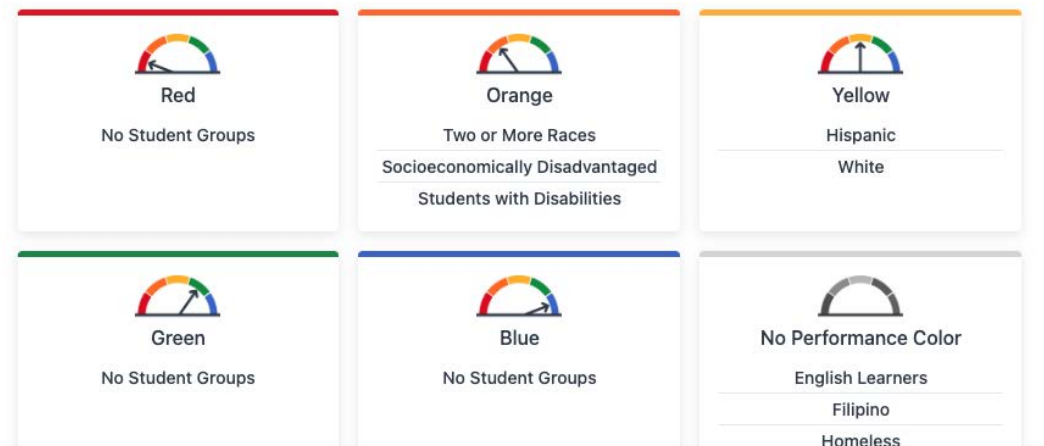 Red
No Student Groups
Orange
Two or More Races
Socioeconomically Disadvantaged
Students with Disabilities
Yellow
Hispanic
White
Green
No Student Groups
Blue
No Student Groups
No Performance Color
English Learners
Filipino
Homeless